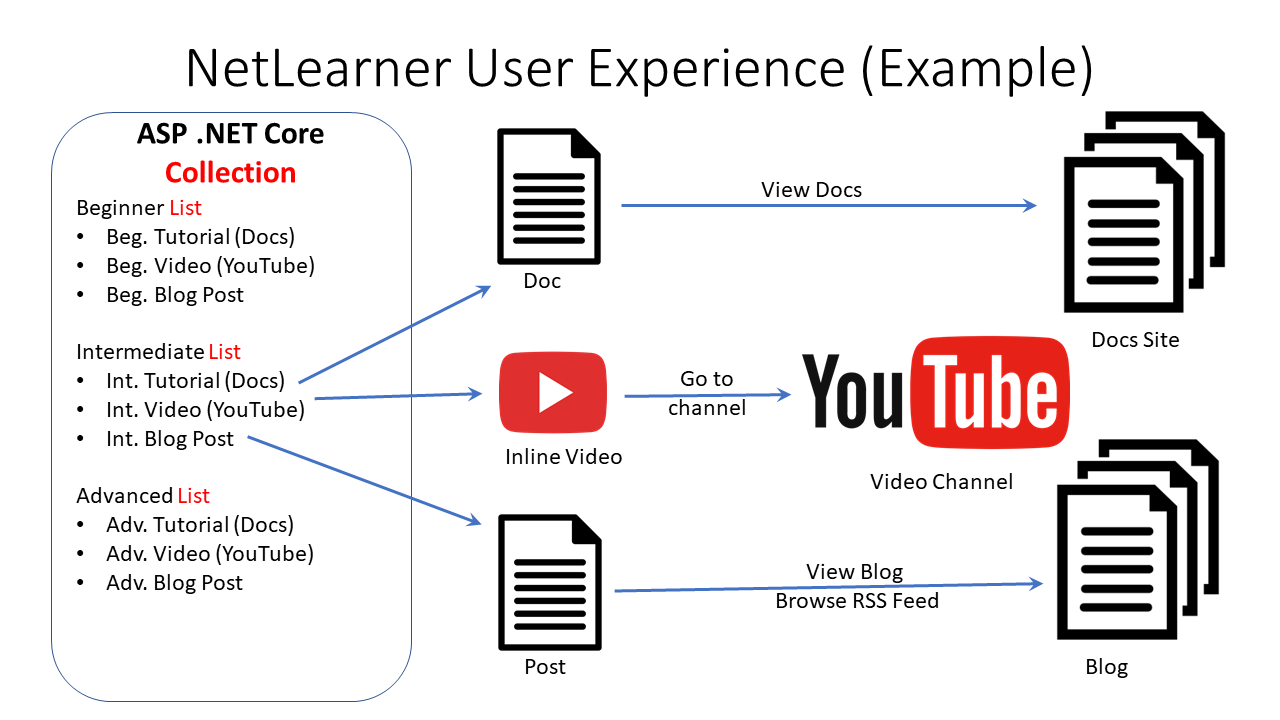 NetLearner User Experience (Example)
ASP .NET Core
Collection
Beginner List
• Beg. Tutorial (Docs)
• Beg. Video (YouTube)
• Beg. Blog Post
Intermediate List
• Int. Tutorial (Docs)
• Int. Video (YouTube)
• Int. Blog Post
Advanced List
• Adv. Tutorial (Docs)
• Adv. Video (YouTube)
• Adv. Blog Post
Doc
View Docs
Docs Site
Inline Video
Go to
channel
YouTube
Video Channel
Post
View Blog
Browse RSS Feed
Blog